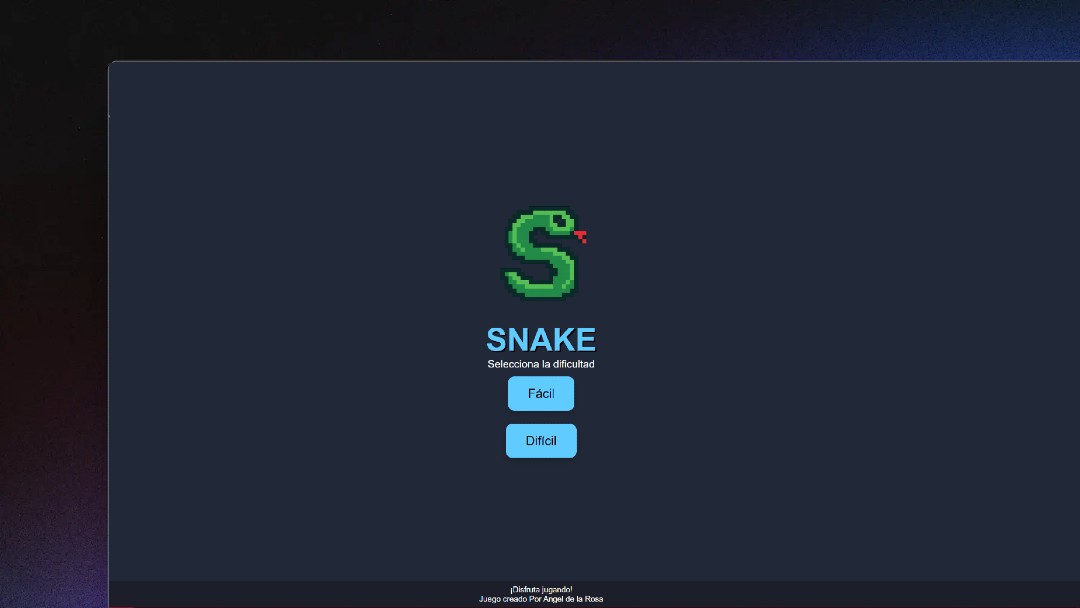 SNAKE
Selecciona la dificultad
Fácil
Difícil
¡Disfruta jugando!
Juego creado Por Angel de la Rosa